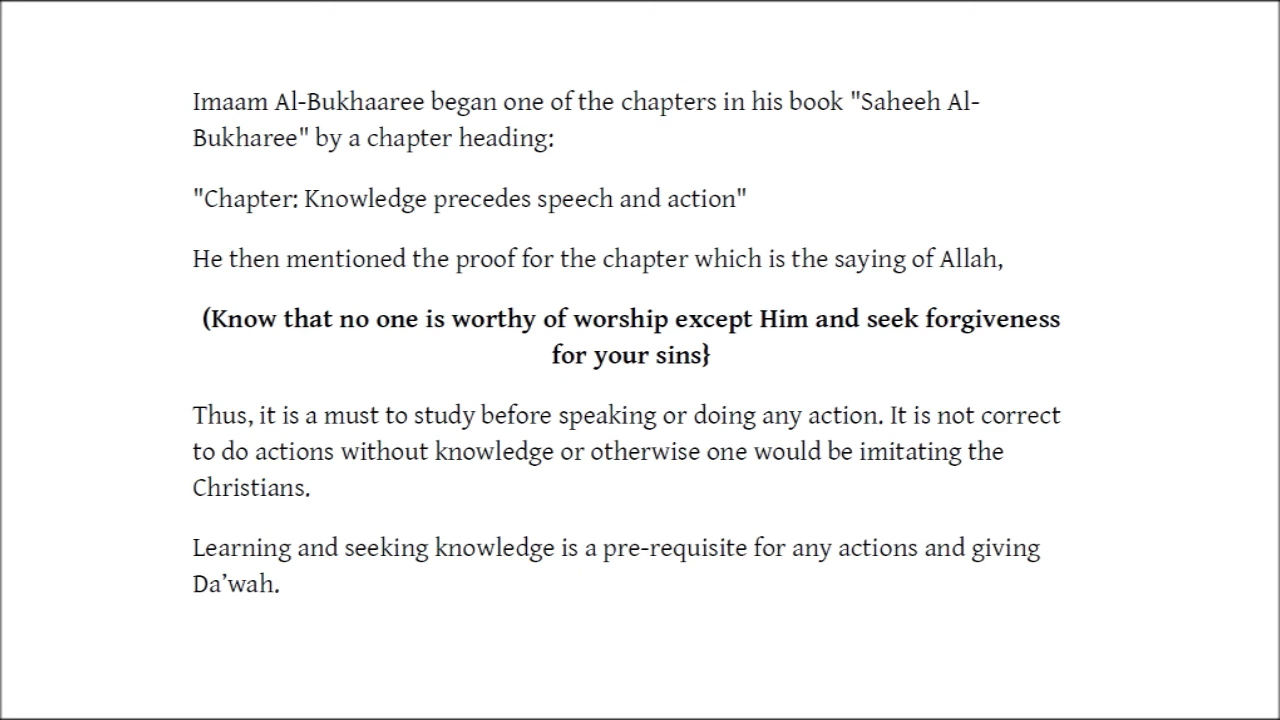 Imaam Al-Bukhaaree began one of the chapters in his book "Saheeh Al-
Bukharee" by a chapter heading:
"Chapter: Knowledge precedes speech and action"
He then mentioned the proof for the chapter which is the saying of Allah,
(Know that no one is worthy of worship except Him and seek forgiveness
for your sins}
Thus, it is a must to study before speaking or doing any action. It is not correct
to do actions without knowledge or otherwise one would be imitating the
Christians.
Learning and seeking knowledge is a pre-requisite for any actions and giving
Da’wah.